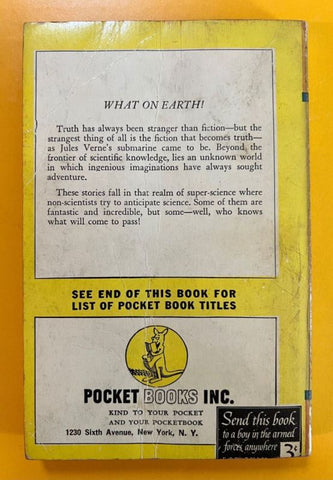 WHAT ON EARTH!
Truth has always been stranger than fiction—but the
strangest thing of all is the fiction that becomes truth—
as Jules Verne's submarine came to be. Beyond the
frontier of scientific knowledge, lies an unknown world
in which ingenious imaginations have always sought
adventure.
These stories fall in that realm of super-science where
non-scientists try to anticipate science. Some of them are
fantastic and incredible, but some—well, who knows
what will come to pass!
SEE END OF THIS BOOK FOR
LIST OF POCKET BOOK TITLES
POCKET BOOKS INC.
KIND TO YOUR POCKET
AND YOUR POCKETBOOK
1230 Sixth Avenue, New York, N. Y.
Send this book
to a boy in the armed
forces anywhere
3¢